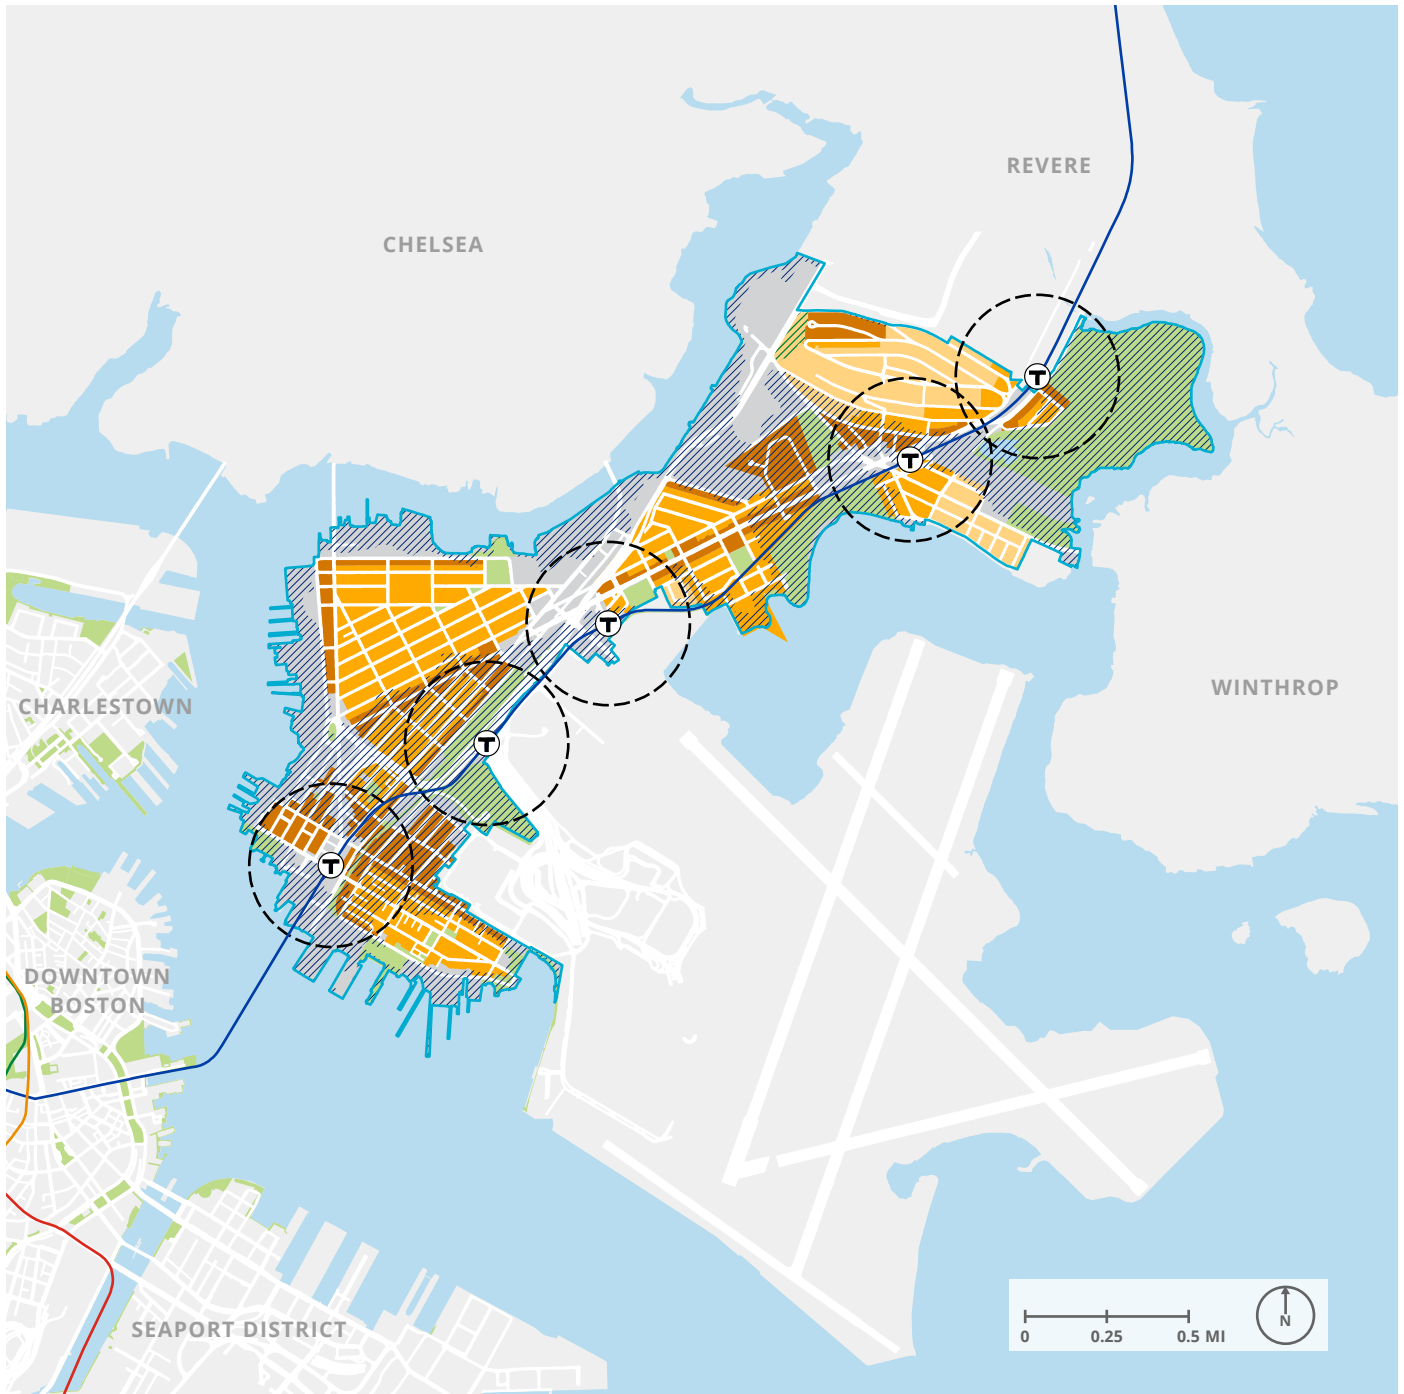 REVERE
CHELSEA
T
T
T
WINTHROP
CHARLESTOWN
T
T
DOWNTOWN
BOSTON
SEAPORT DISTRICT
N
0 0.25 0.5 MI